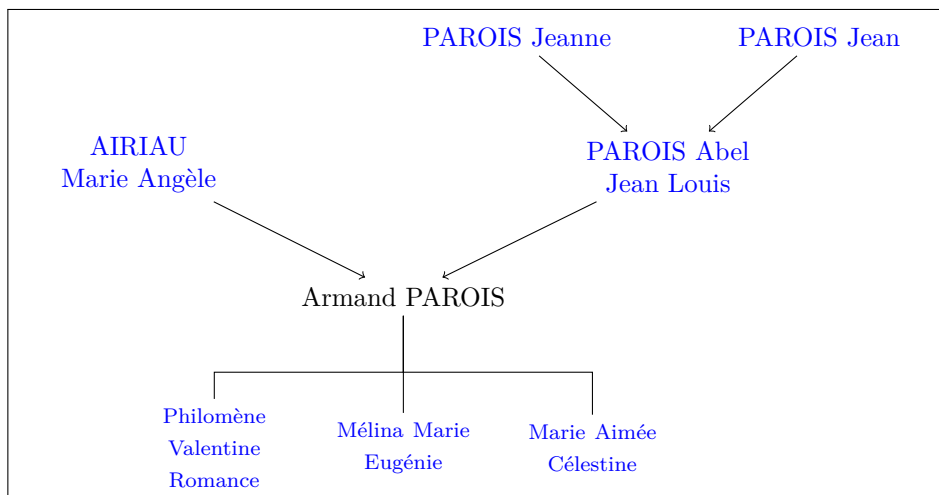 PAROIS Jeanne
PAROIS Jean
AIRIAU
Marie Angèle
PAROIS Abel
Jean Louis
Armand PAROIS
Philomène
Valentine
Romance
Mélina Marie
Eugénie
Marie Aimée
Célestine